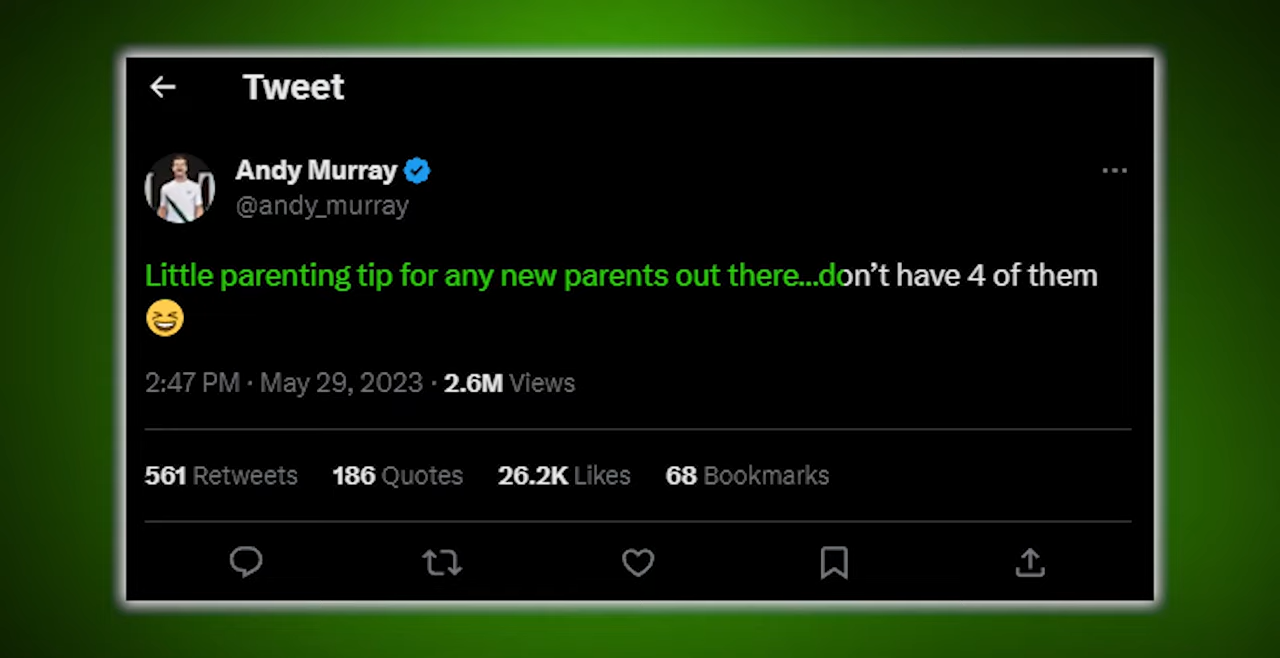 Tweet
Andy Murray
@andy_murray
Little parenting tip for any new parents out there...don’t have 4 of them
😆
2:47 PM · May 29, 2023 · 2.6M Views
561 Retweets 186 Quotes 26.2K Likes 68 Bookmarks